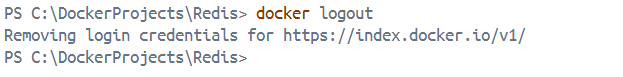 PS C:\DockerProjects\Redis> docker logout
Removing login credentials for https://index.docker.io/v1/
PS C:\DockerProjects\Redis>